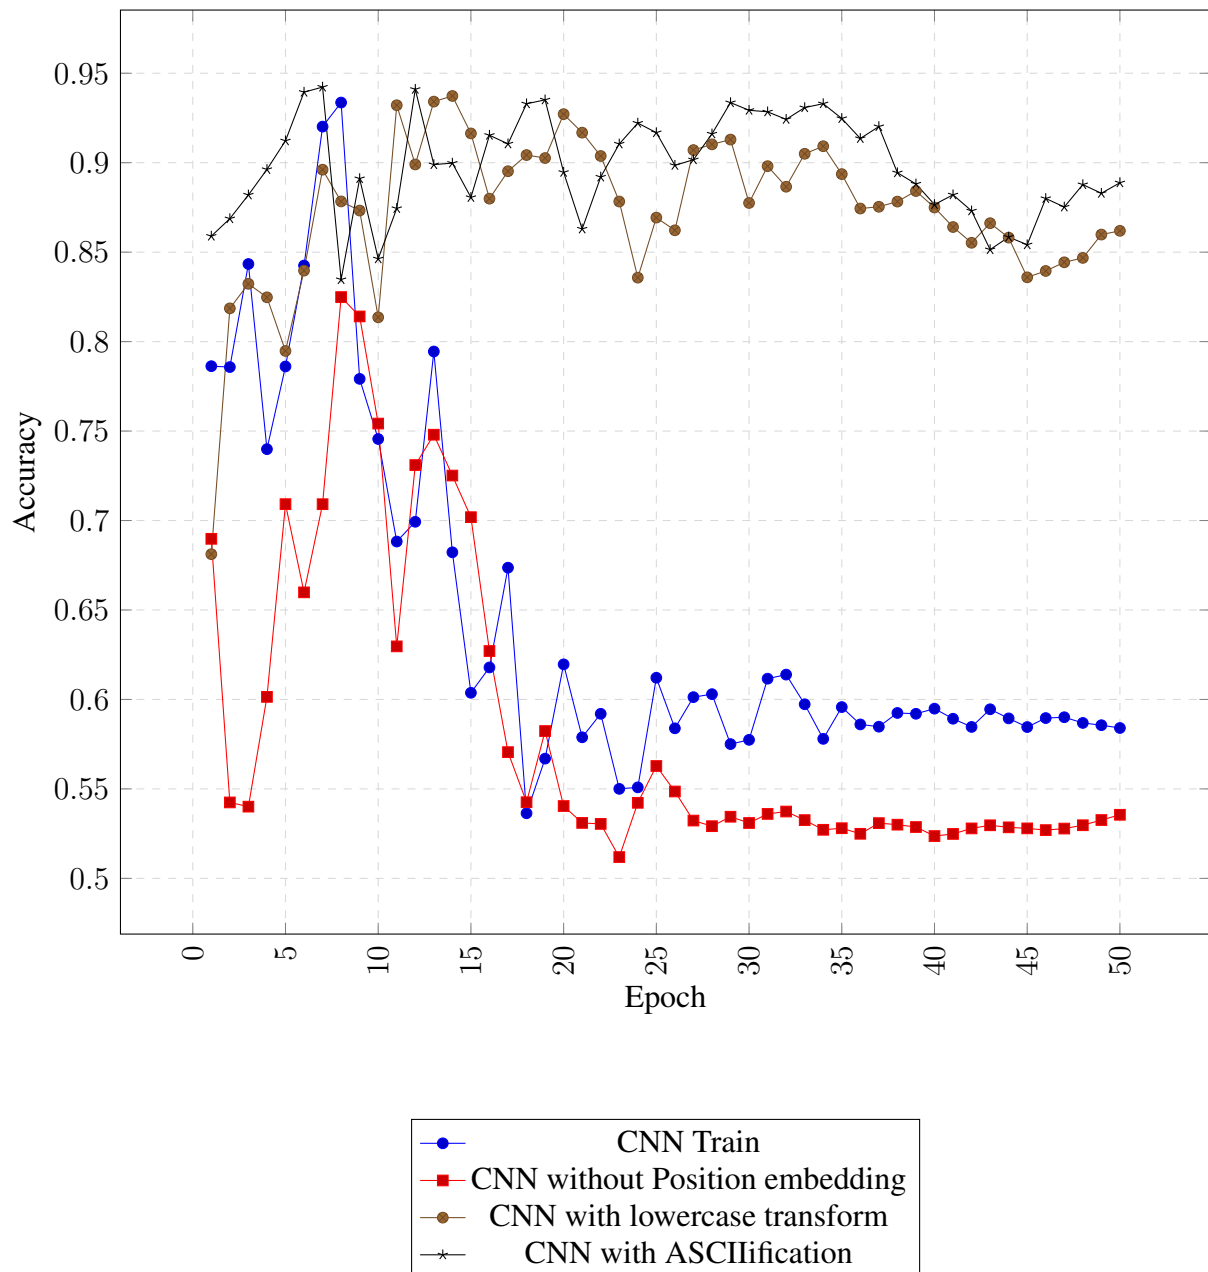 0.95
0.9
0.85
0.8
0.75
0.7
0.65
0.6
0.55
0.5
Accuracy
0 5 10 15 20 25 30 35 40 45 50
Epoch
CNN Train
CNN without Position embedding
CNN with lowercase transform
CNN with ASCIIification